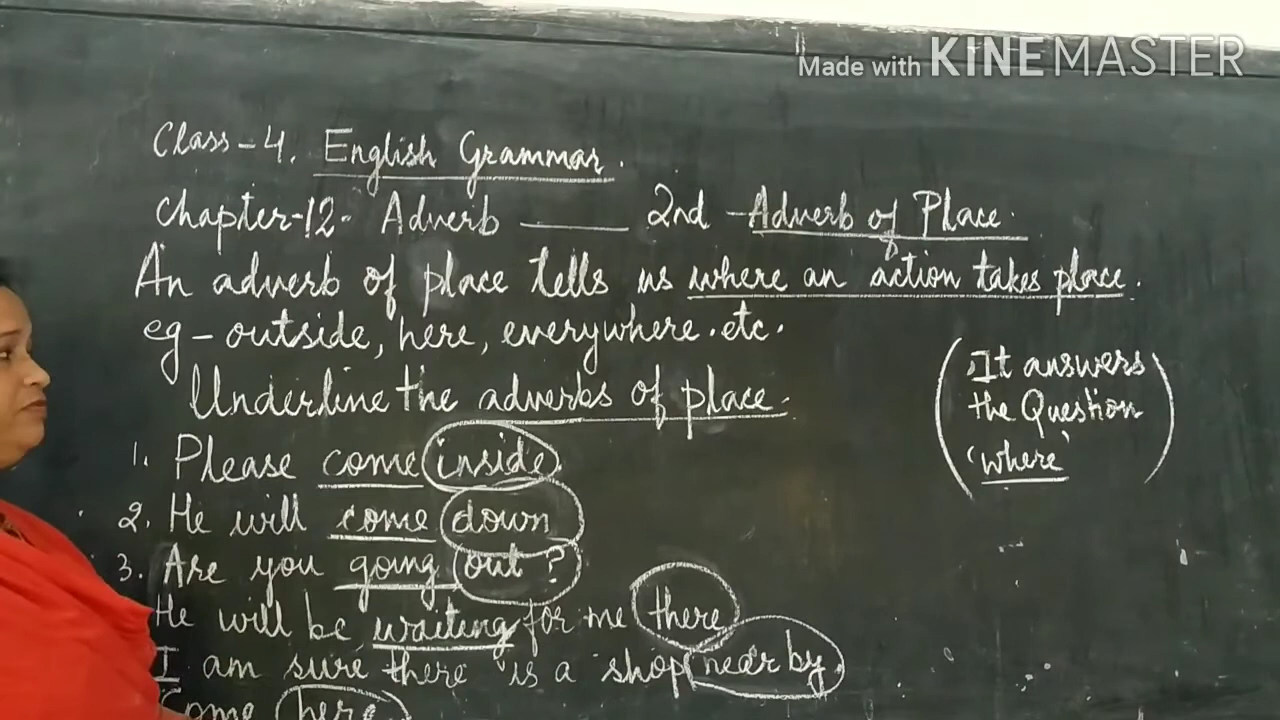 Made with KINEMASTER
Class-4. English Grammar.
Chapter-12- Adverb ____ 2nd - Adverb of Place.
An adverb of place tells us where an action takes place.
eg - outside, here, everywhere. etc.
(It answers
the Question
'where')
Underline the adverbs of place.
1. Please come inside.
2. He will come down
3. Are you going out?
He will be waiting for me there
I am sure there is a shop near by.
Come here